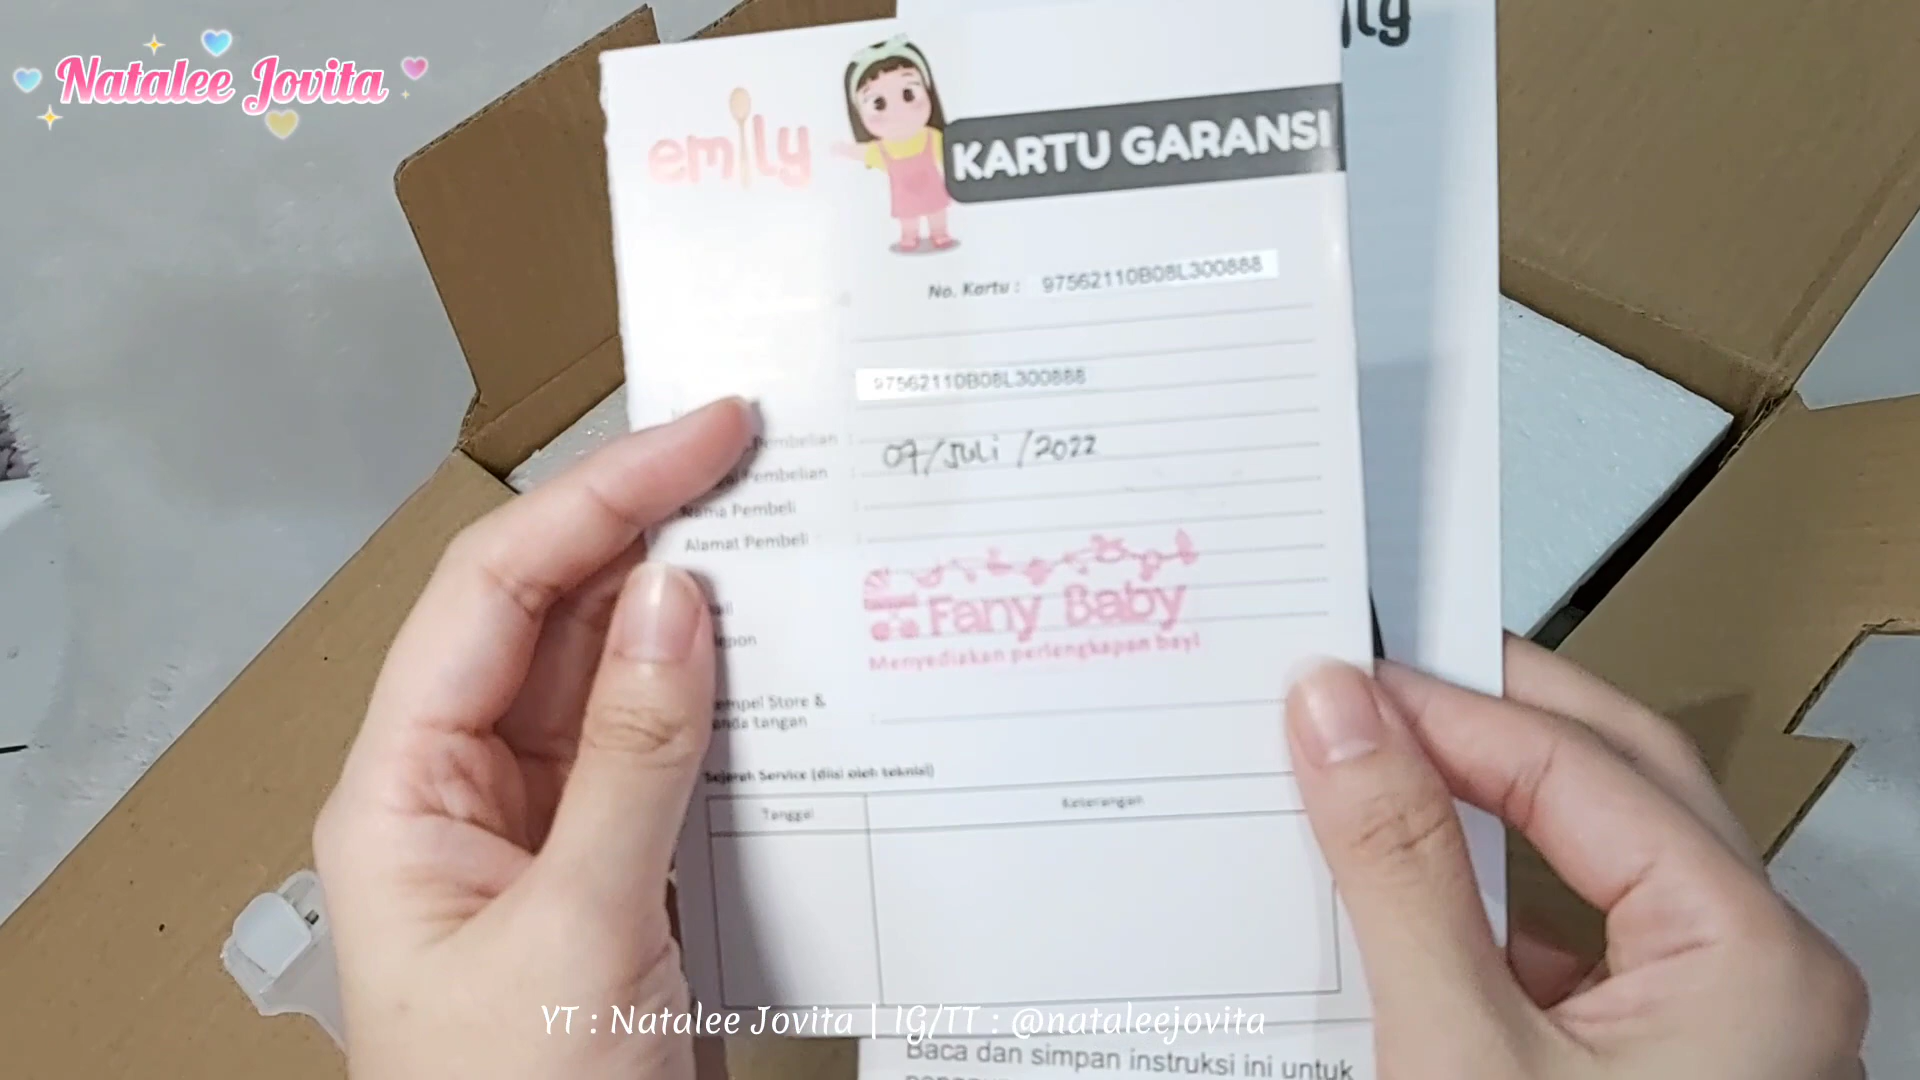 Natalee Jovita
emily
KARTU GARANSI
No. Kartu : 97562110B08L300888
97562110B08L300888
Pembelian :
07/Juli/2022
Pembelian :
Nama Pembeli :
Alamat Pembeli :
Fany Baby
Menyediakan perlengkapan bayi
Store &
tangan :
Sejarah Service (diisi oleh teknisi)
Tanggal
Keterangan
YT : Natalee Jovita | IG/TT : @nataleejovita
Baca dan simpan instruksi ini untuk